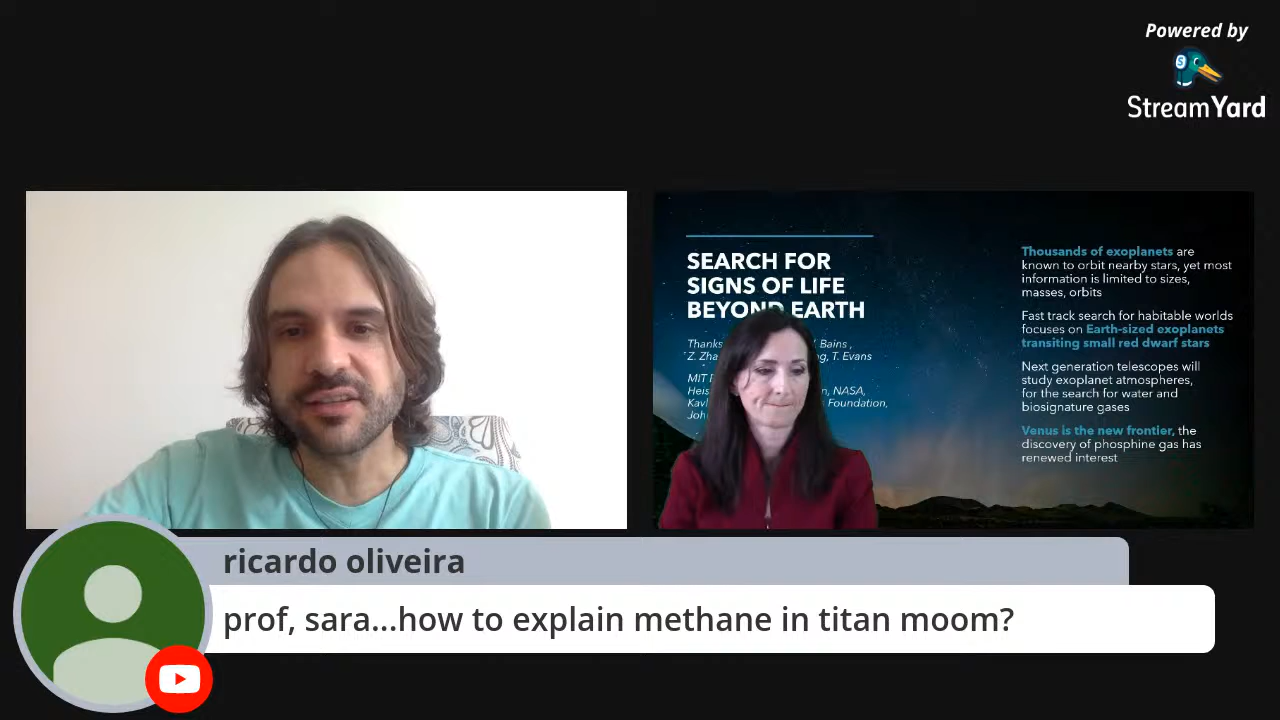 Powered by
StreamYard
SEARCH FOR
SIGNS OF LIFE
BEYOND EARTH
Thanks Bains,
Z. Zha T. Evans
MIT
NASA,
Foundation,
Thousands of exoplanets are
known to orbit nearby stars, yet most
information is limited to sizes,
masses, orbits
Fast track search for habitable worlds
focuses on Earth-sized exoplanets
transiting small red dwarf stars
Next generation telescopes will
study exoplanet atmospheres,
for the search for water and
biosignature gases
Venus is the new frontier, the
discovery of phosphine gas has
renewed interest
ricardo oliveira
prof, sara...how to explain methane in titan moom?